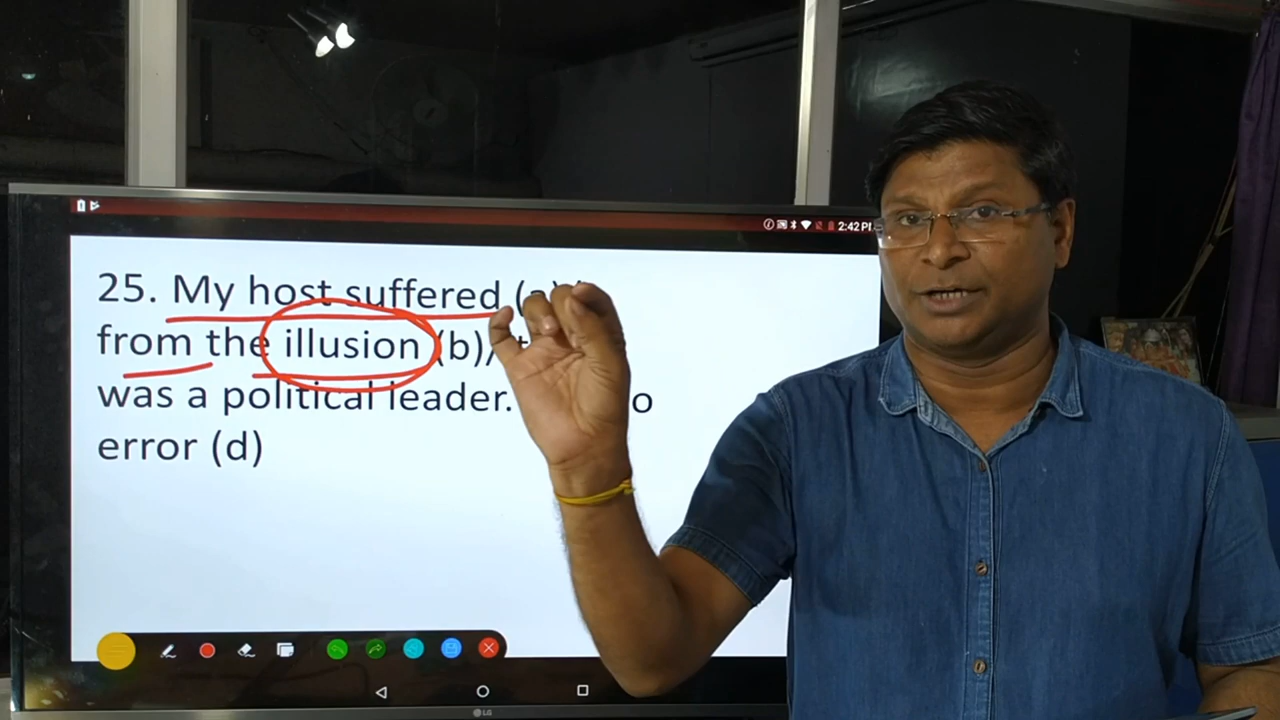 2:42 PM
25. My host suffered (a)
from the illusion (b)/
was a political leader.
error (d)
LG